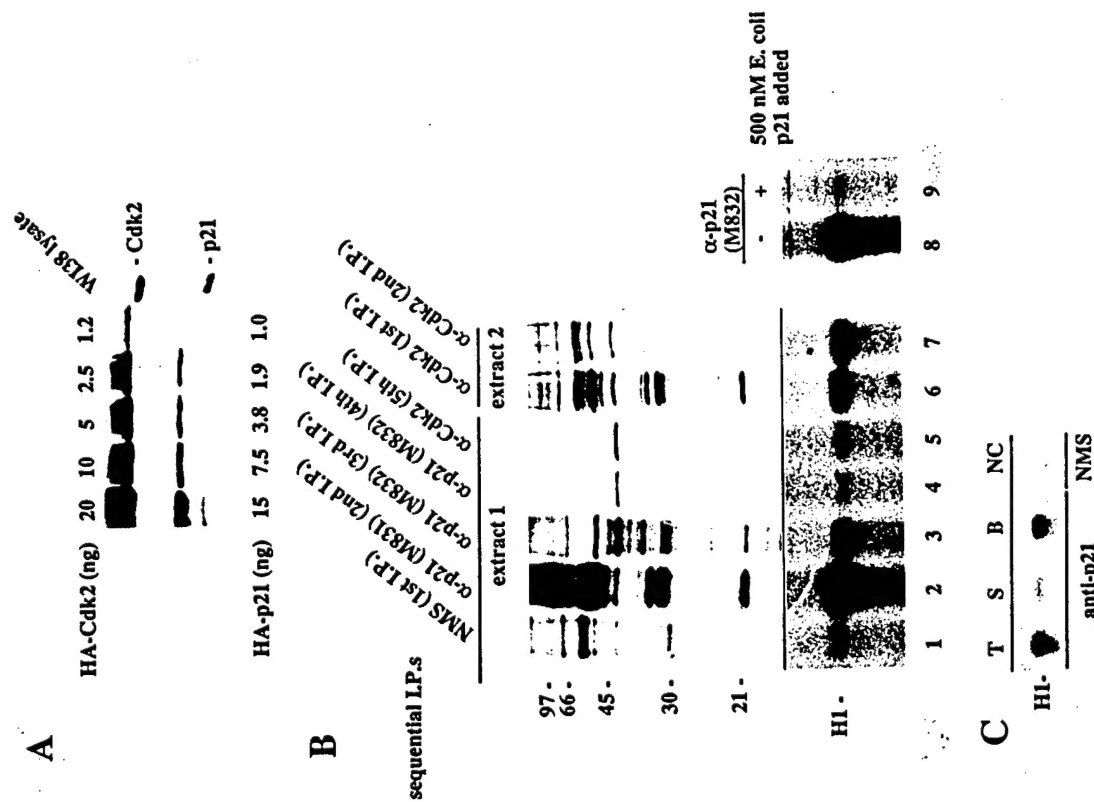 A
HA-Cdk2 (ng) 20 10 5 2.5 1.2 WI38 lysate
- Cdk2
- p21
HA-p21 (ng) 15 7.5 3.8 1.9 1.0
B
sequential I.P.s
NMS (1st I.P.)
α-p21 (M831) (2nd I.P.)
α-p21 (M832) (3rd I.P.)
α-p21 (M832) (4th I.P.)
α-Cdk2 (5th I.P.)
α-Cdk2 (1st I.P.)
α-Cdk2 (2nd I.P.)
extract 1 extract 2
97 -
66 -
45 -
30 -
21 -
α-p21
(M832)
- +
500 nM E. coli
p21 added
H1 -
1 2 3 4 5 6 7 8 9
C
T S B NC
H1-
anti-p21 NMS